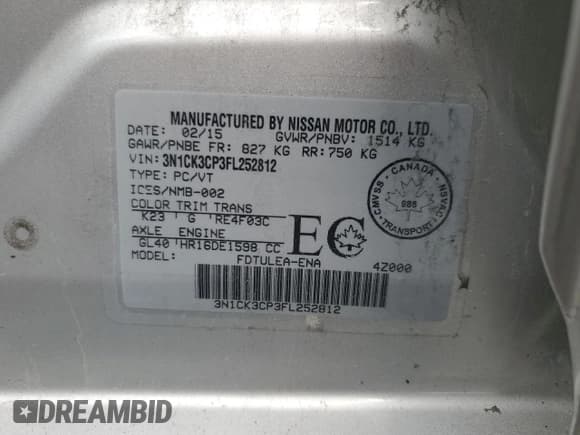 MANUFACTURED BY NISSAN MOTOR CO., LTD.
DATE: 02/15 GVWR/PNBV: 1514 KG
GAWR/PNBE FR: 827 KG RR: 750 KG
VIN: 3N1CK3CP3FL252812
TYPE: PC/VT
ICES/NMB-002
COLOR TRIM TRANS
K23 ' G 'RE4F03C
AXLE ENGINE
GL40 'HR16DE1598 CC
MODEL:
FDTULEA-ENA 4Z000
3N1CK3CP3FL252812
EC
CMVSS - CANADA - NSVAC
986
TRANSPORT
DREAMBID